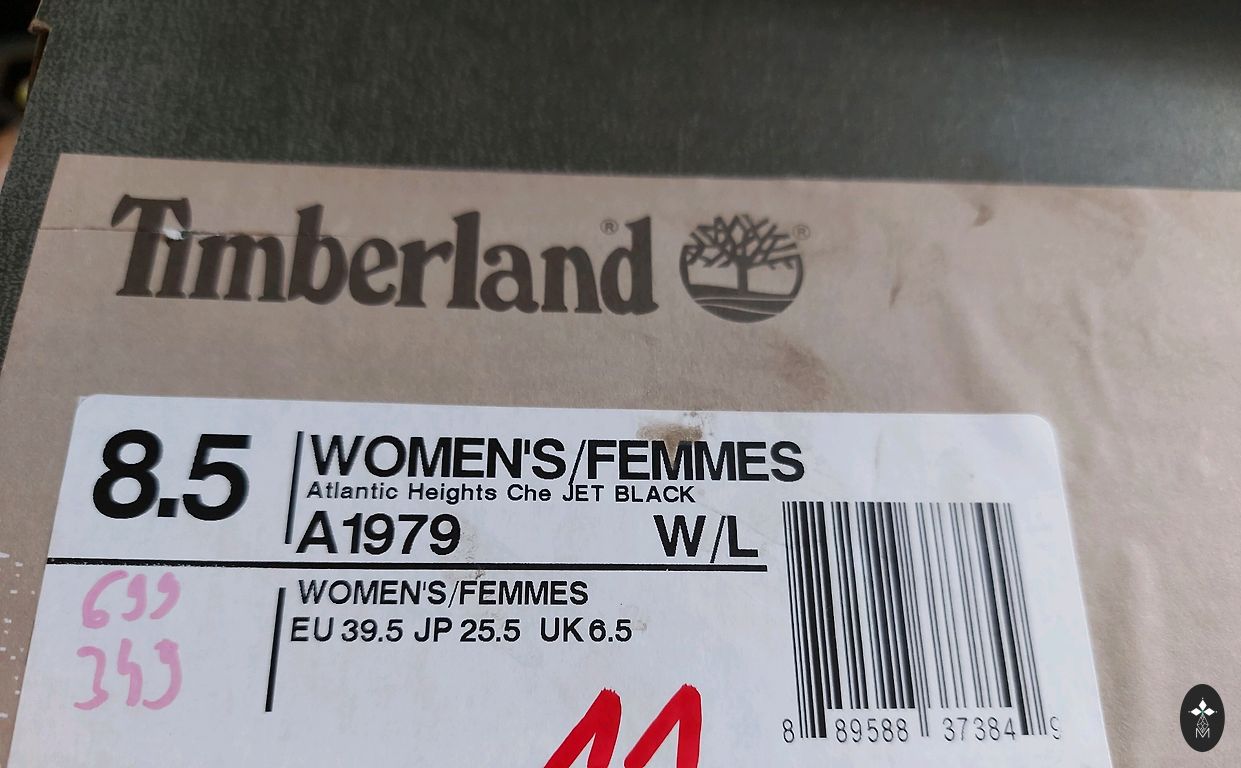 Timberland®
®
8.5
WOMEN'S/FEMMES
Atlantic Heights Che JET BLACK
A1979 W/L
699
349
WOMEN'S/FEMMES
EU 39.5 JP 25.5 UK 6.5
8 89588 37384 9
M